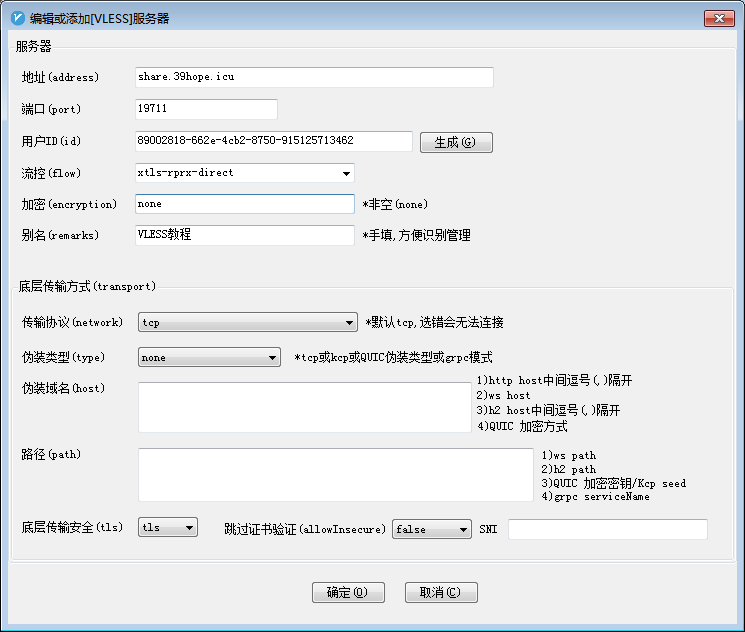 编辑或添加[VLESS]服务器
服务器
地址(address) share.39hope.icu
端口(port) 19711
用户ID(id) 89002818-662e-4cb2-8750-915125713462 生成(G)
流控(flow) xtls-rprx-direct
加密(encryption) none *非空(none)
别名(remarks) VLESS教程 *手填,方便识别管理
底层传输方式(transport)
传输协议(network) tcp *默认tcp,选错会无法连接
伪装类型(type) none *tcp或kcp或QUIC伪装类型或grpc模式
伪装域名(host)
1)http host中间逗号(,)隔开
2)ws host
3)h2 host中间逗号(,)隔开
4)QUIC 加密方式
路径(path)
1)ws path
2)h2 path
3)QUIC 加密密钥/Kcp seed
4)grpc serviceName
底层传输安全(tls) tls 跳过证书验证(allowInsecure) false SNI
确定(O) 取消(C)